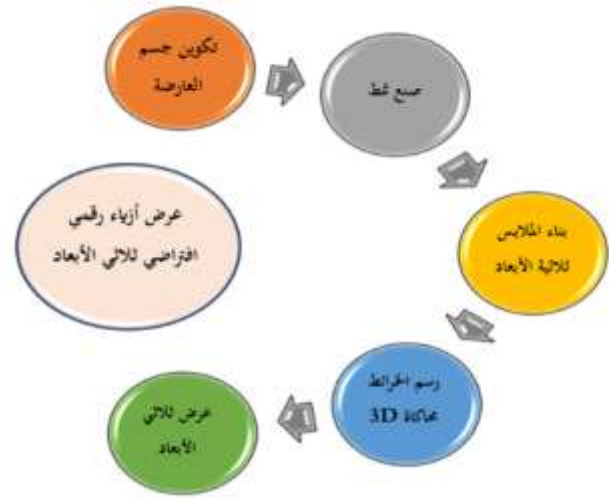 تكوين جسم
العارضة
صنع نمط
بناء الملابس
ثلاثية الأبعاد
رسم الخرائط
محاكاة 3D
عرض ثلاثي
الأبعاد
عرض أزياء رقمي
افتراضي ثلاثي الأبعاد